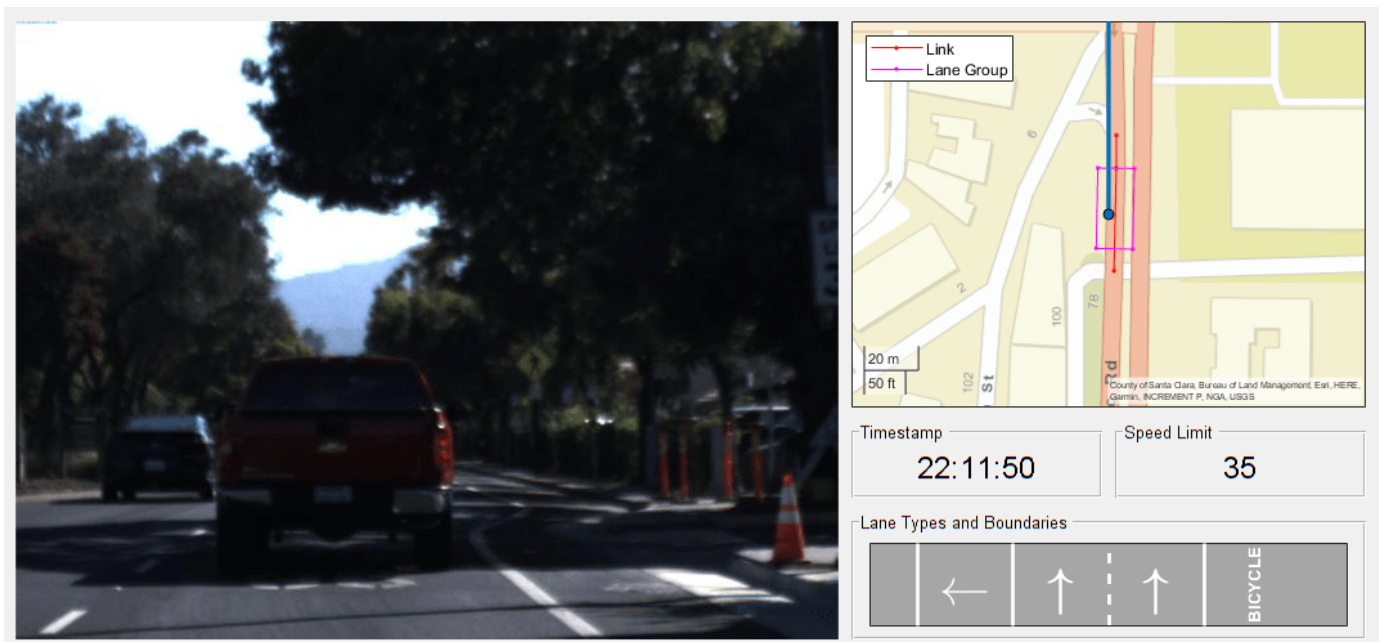 Link
Lane Group
6
2
100
78
102
St
Rd
20 m
50 ft
County of Santa Clara, Bureau of Land Management, Esri, HERE,
Garmin, INCREMENT P, NGA, USGS
Timestamp
22:11:50
Speed Limit
35
Lane Types and Boundaries
BICYCLE